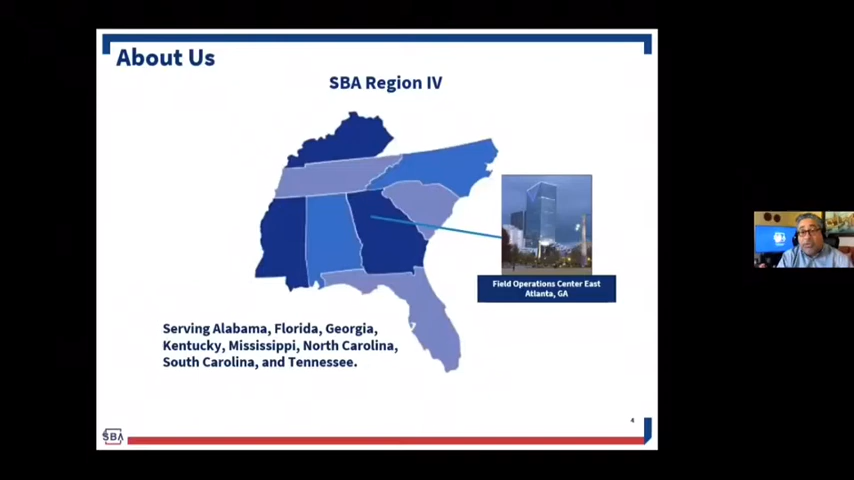 About Us
SBA Region IV
Field Operations Center East
Atlanta, GA
Serving Alabama, Florida, Georgia,
Kentucky, Mississippi, North Carolina,
South Carolina, and Tennessee.
4
SBA